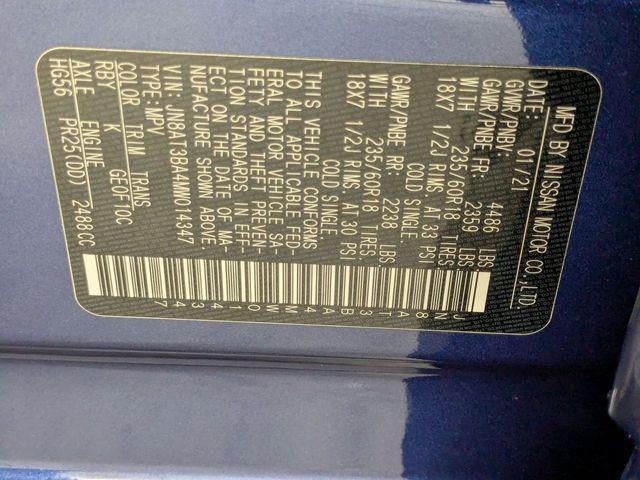 MFD BY NISSAN MOTOR CO.,LTD.
DATE: 01/21
GVWR/PNBV: 4486 LBS
GAWR/PNBE FR: 2359 LBS
WITH 235/60R18 TIRES,
18X7 1/2J RIMS AT 33 PSI
COLD SINGLE.
GAWR/PNBE RR: 2238 LBS
WITH 235/60R18 TIRES,
18X7 1/2J RIMS AT 30 PSI
COLD SINGLE.
THIS VEHICLE CONFORMS
TO ALL APPLICABLE FED-
ERAL MOTOR VEHICLE SA-
FETY AND THEFT PREVEN-
TION STANDARDS IN EFF-
ECT ON THE DATE OF MA-
NUFACTURE SHOWN ABOVE.
VIN: JN8AT3BA4MW014347
TYPE: MPV
COLOR TRIM TRANS
RBY K GE0F10C
AXLE ENGINE
HG56 PR25(DD) 2488CC
JN8AT3BA4MW014347